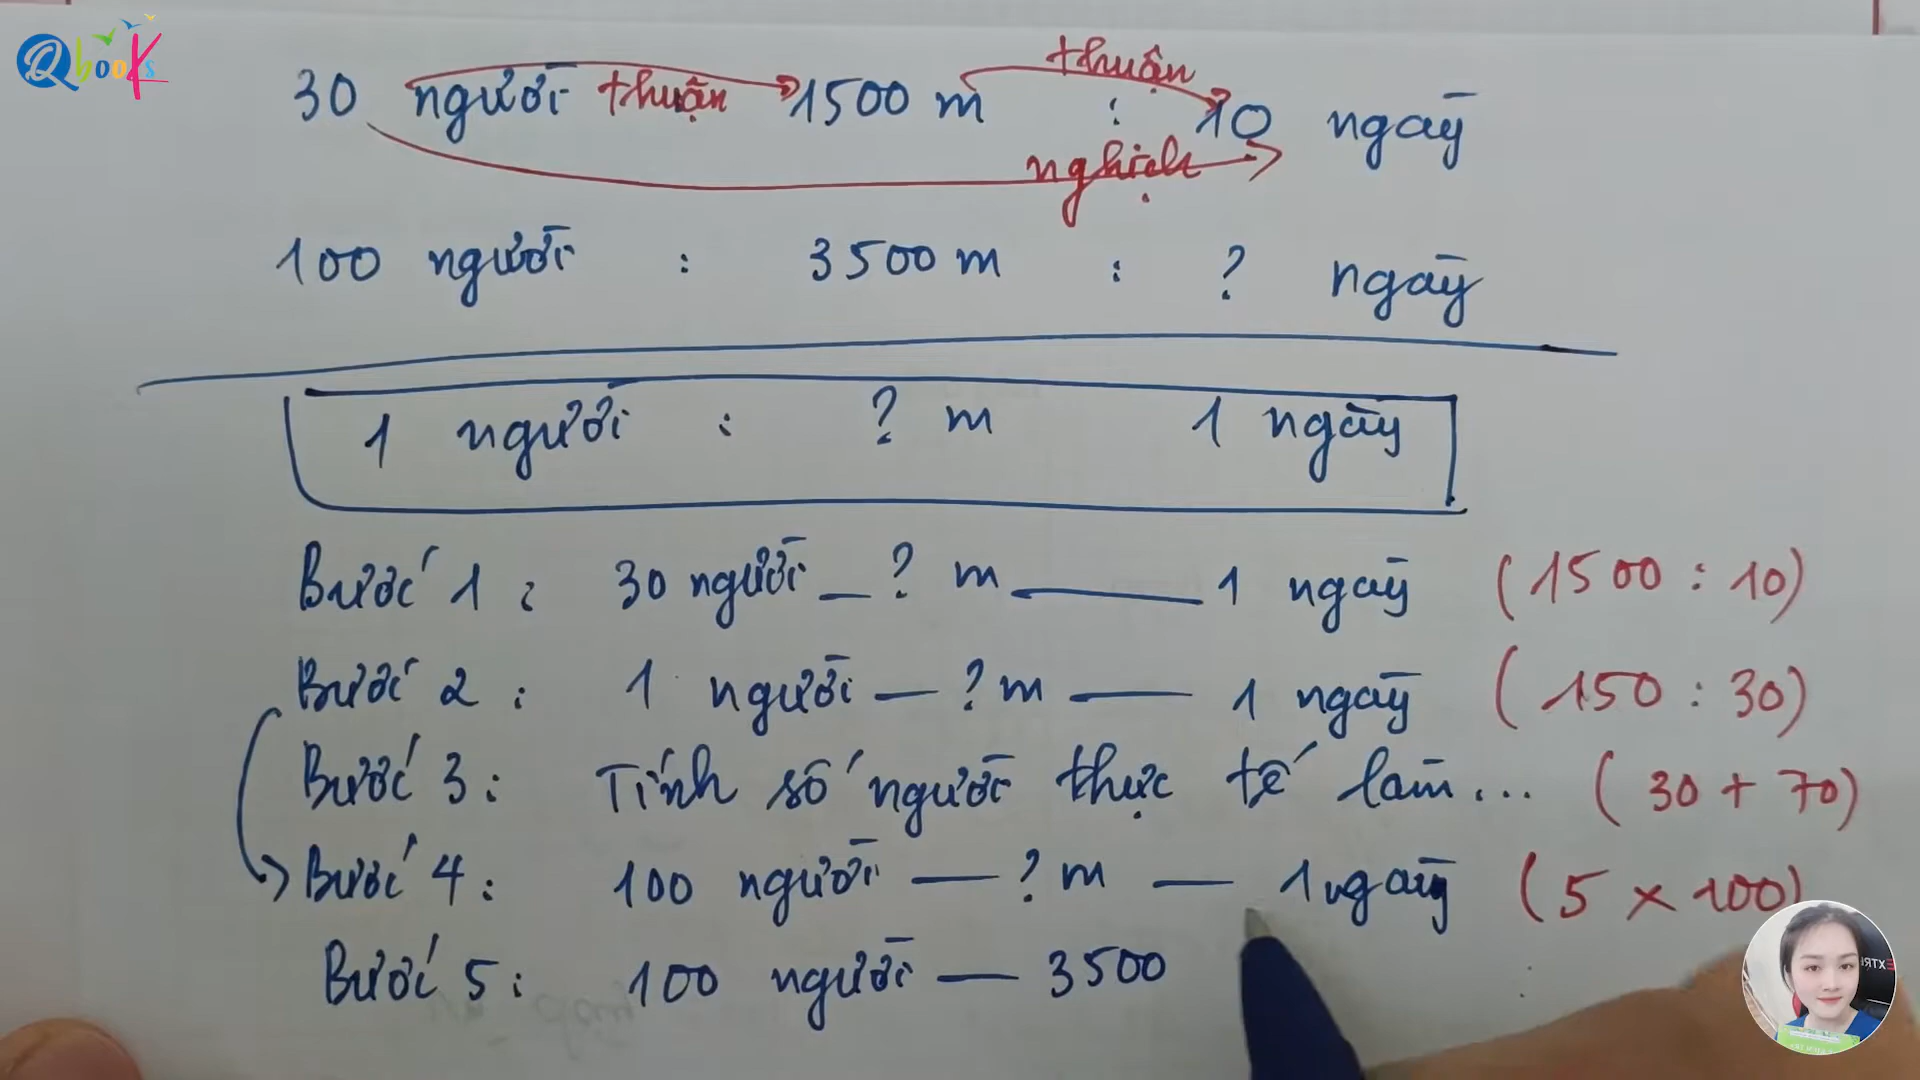 Qbooks
30 người thuận 1500 m : 10 ngày
thuận
nghịch
100 người : 3500 m : ? ngày
1 người : ? m 1 ngày
Bước 1 : 30 người – ? m — 1 ngày (1500 : 10)
Bước 2 : 1 người – ? m — 1 ngày (150 : 30)
Bước 3 : Tính số người thực tế làm... (30 + 70)
Bước 4 : 100 người — ? m — 1 ngày (5 x 100)
Bước 5 : 100 người — 3500